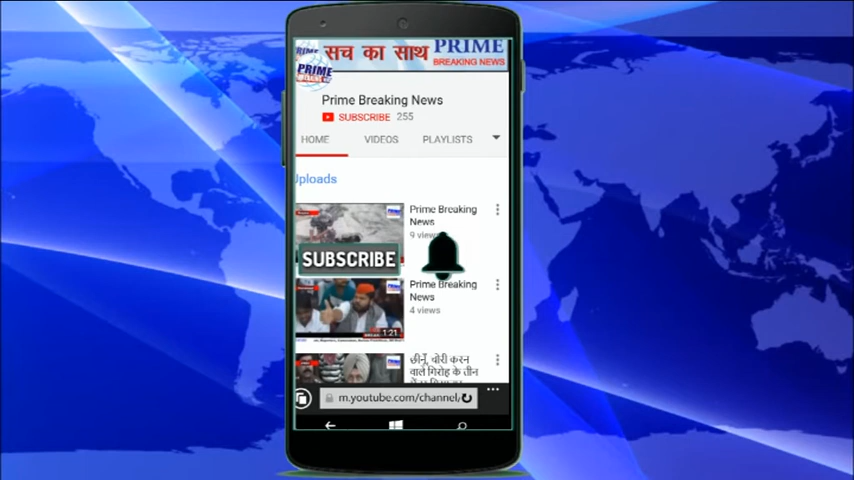 PRIME
सच का साथ
PRIME
BREAKING NEWS
PRIME
Prime Breaking News
SUBSCRIBE 255
HOME VIDEOS PLAYLISTS
Uploads
Prime Breaking
News
9 views
SUBSCRIBE
Prime Breaking
News
4 views
1:21
छीनूँ, चोरी करन
वाले गिरोह के तीन
m.youtube.com/channel/